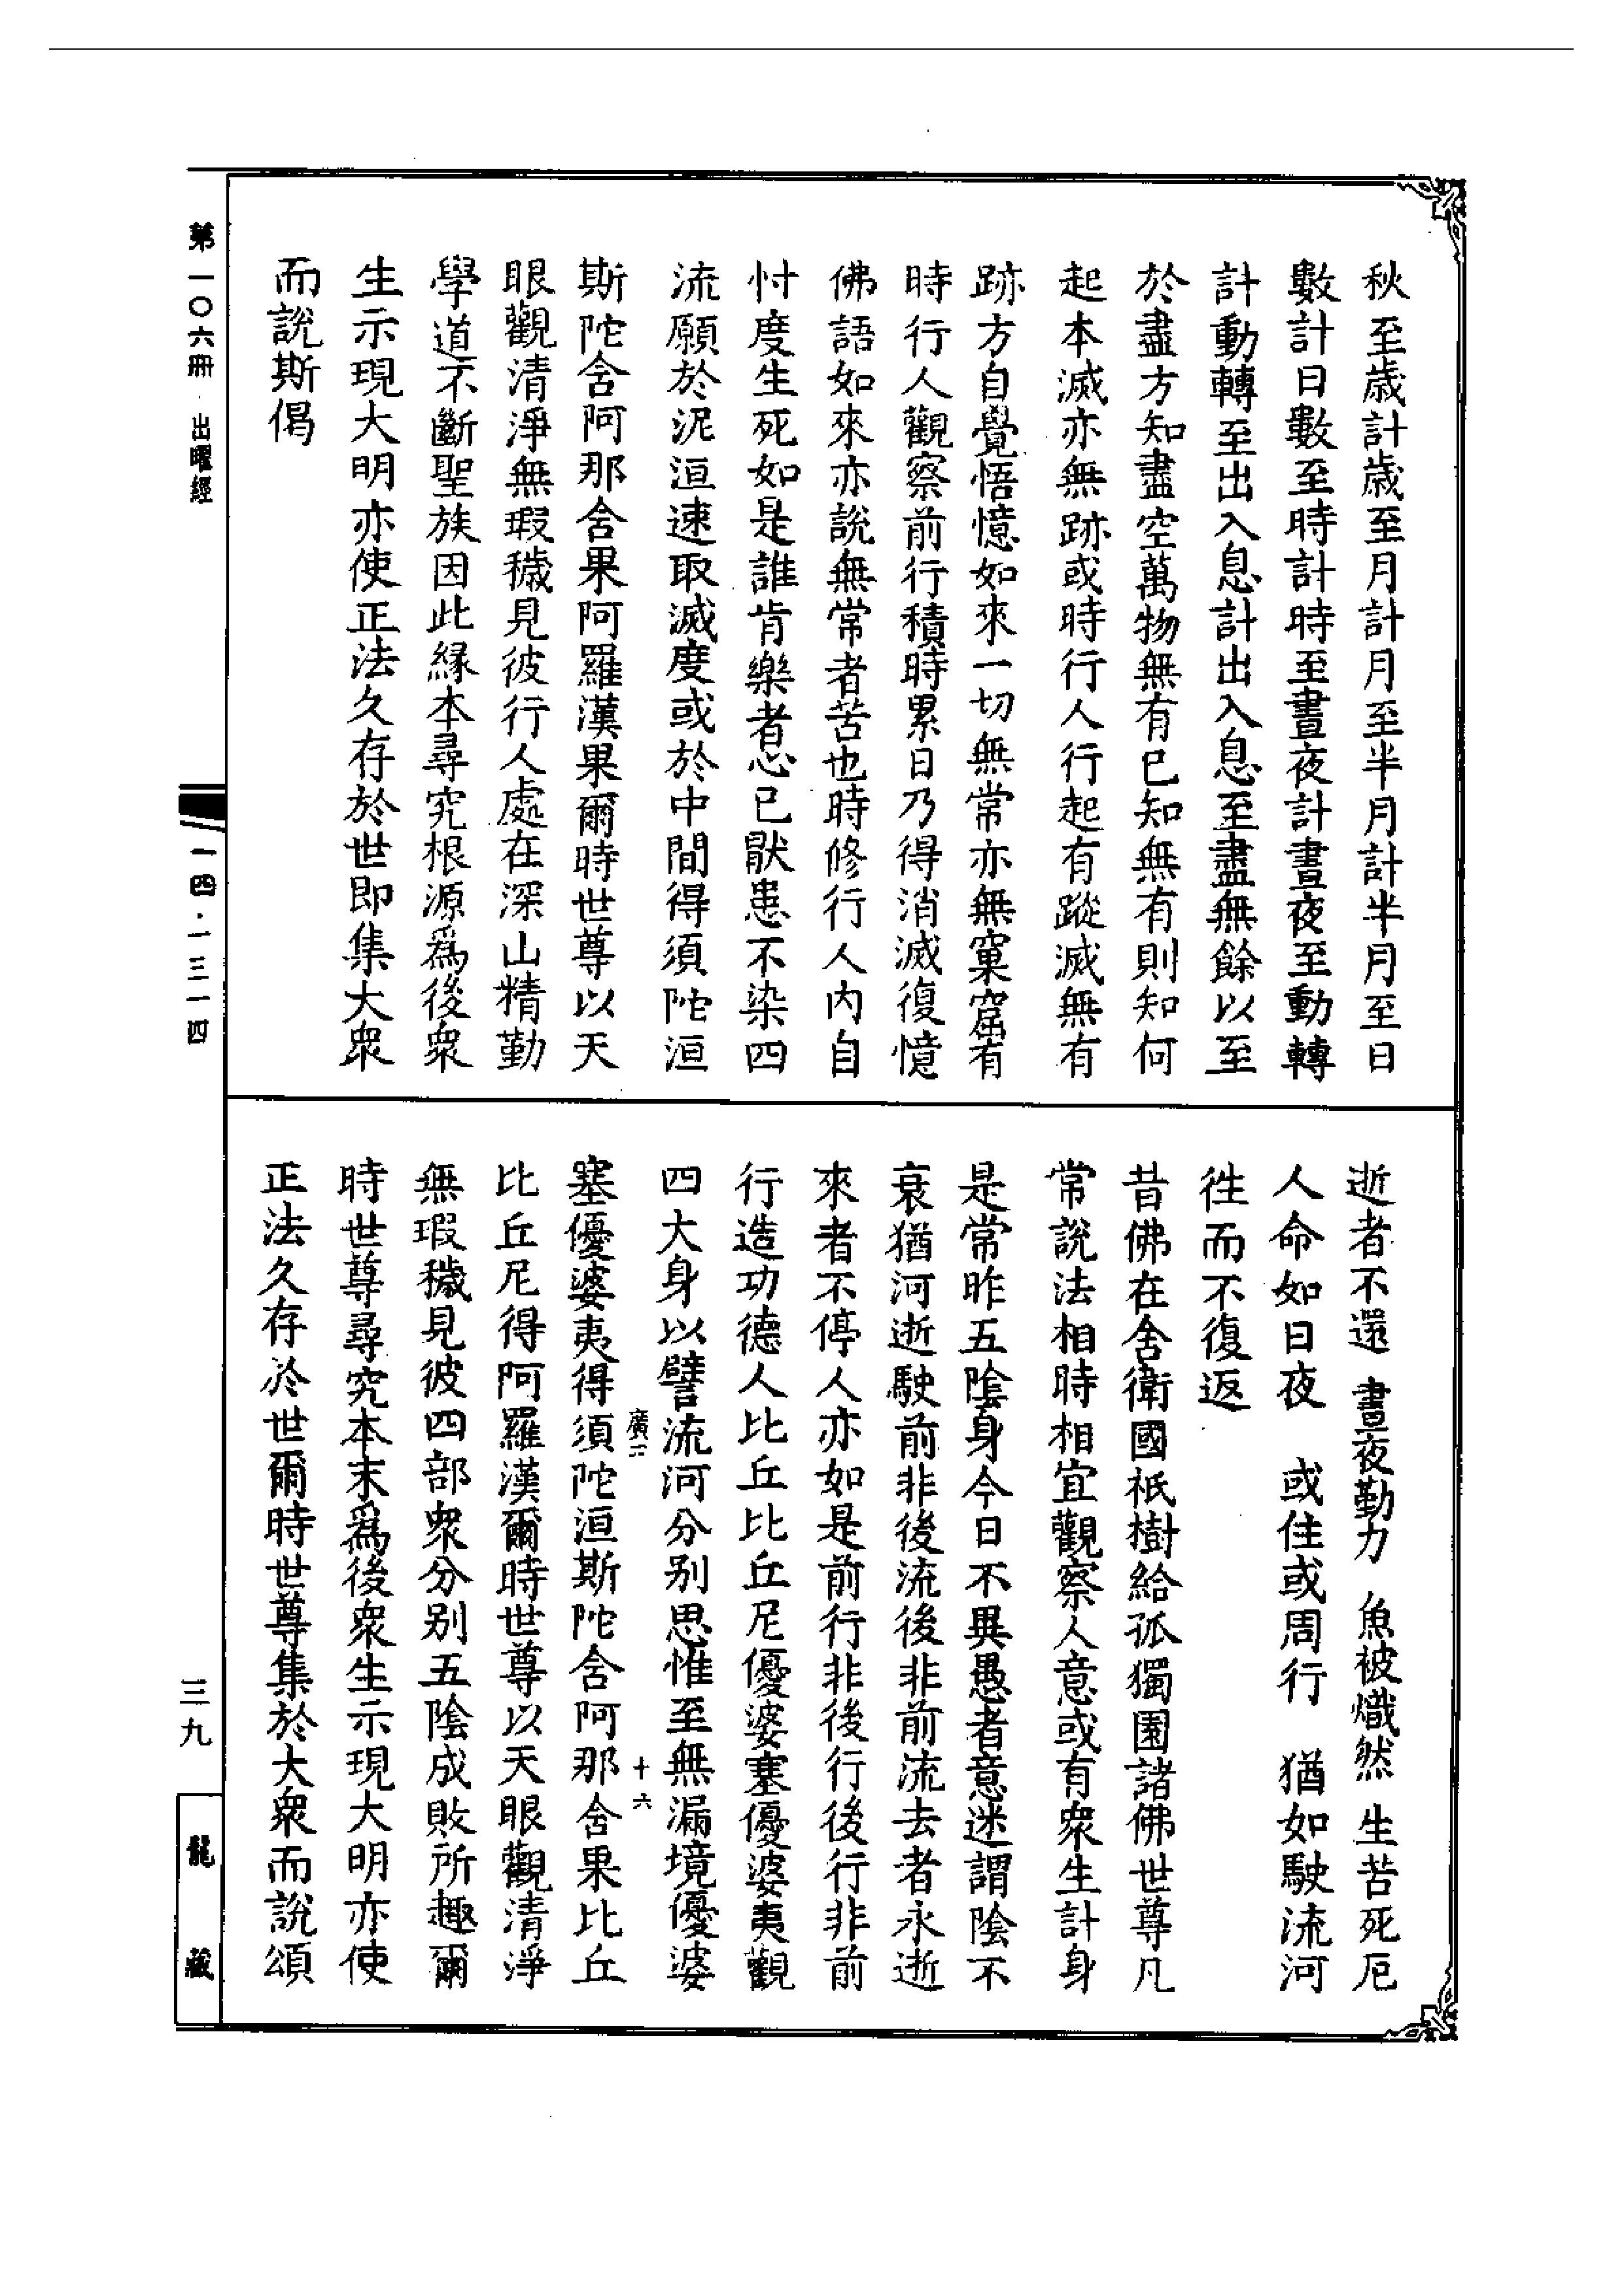 秋至歲計歲至月計月至半月計半月至日
數計日數至時計時至晝夜計晝夜至動轉
計動轉至出入息計出入息至盡無餘以至
於盡方知盡空萬物無有已知無有則知何
起本滅亦無跡或時行人行起有蹤滅無有
跡方自覺悟憶如來一切無常亦無窠窟有
時行人觀察前行積時累日乃得消滅復憶
佛語如來亦說無常者苦也時修行人內自
忖度生死如是誰肯樂者心已厭患不染四
流願於泥洹速取滅度或於中間得須陀洹
斯陀含阿那含果阿羅漢果爾時世尊以天
眼觀清淨無瑕穢見彼行人處在深山精勤
學道不斷聖族因此緣本尋究根源為後眾
生示現大明亦使正法久存於世即集大眾
而說斯偈
逝者不還 晝夜勤力 魚被熾然 生苦死厄
人命如日夜 或住或周行 猶如駛流河
往而不復返
昔佛在舍衛國祇樹給孤獨園諸佛世尊凡
常說法相時相宜觀察人意或有眾生計身
是常昨五陰身今日不異愚者意迷謂陰不
衰猶河逝駛前非後流後非前流去者永逝
來者不停人亦如是前行非後行後行非前
行造功德人比丘比丘尼優婆塞優婆夷觀
四大身以譬流河分別思惟至無漏境優婆
廣三 十六
塞優婆夷得須陀洹斯陀含阿那含果比丘
比丘尼得阿羅漢爾時世尊以天眼觀清淨
無瑕穢見彼四部眾分別五陰成敗所趣爾
時世尊尋究本末為後眾生示現大明亦使
正法久存於世爾時世尊集於大眾而說頌
第一〇六冊 出曜經
一四·一三一四
三九
龍藏